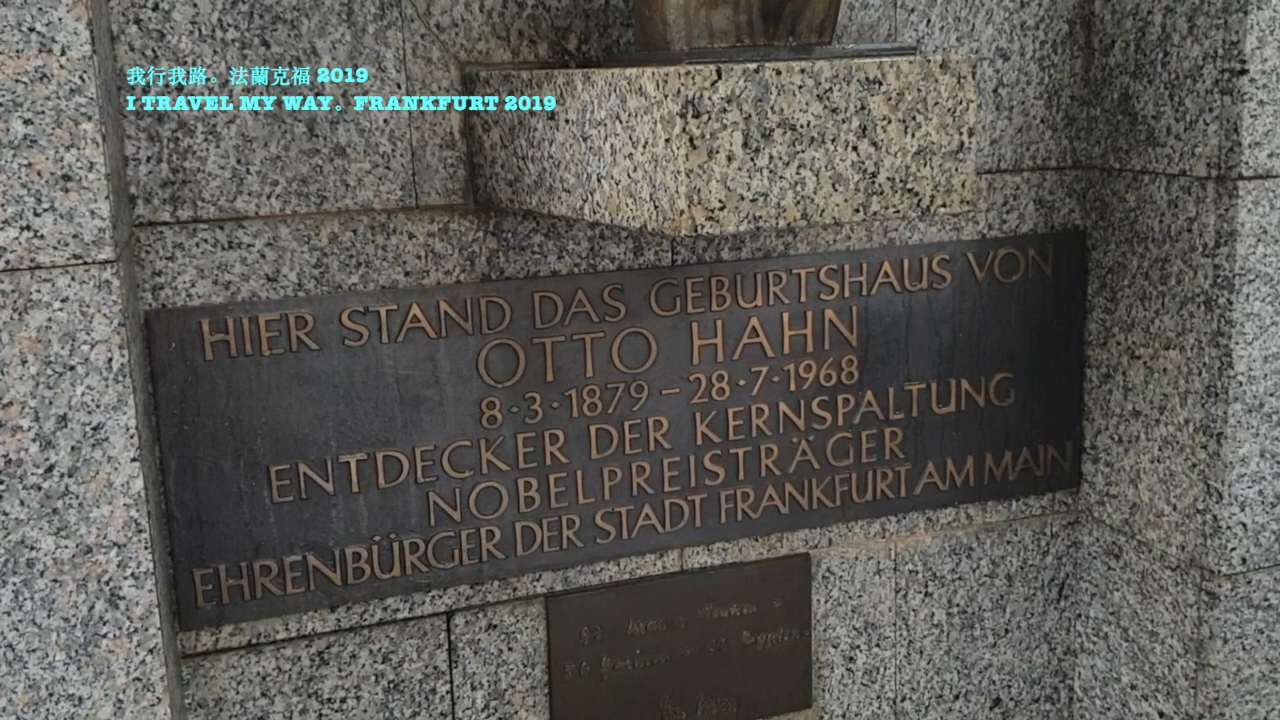 我行我路。法蘭克福 2019
I TRAVEL MY WAY。FRANKFURT 2019
HIER STAND DAS GEBURTSHAUS VON
OTTO HAHN
8·3·1879 – 28·7·1968
ENTDECKER DER KERNSPALTUNG
NOBELPREISTRÄGER
EHRENBÜRGER DER STADT FRANKFURT AM MAIN